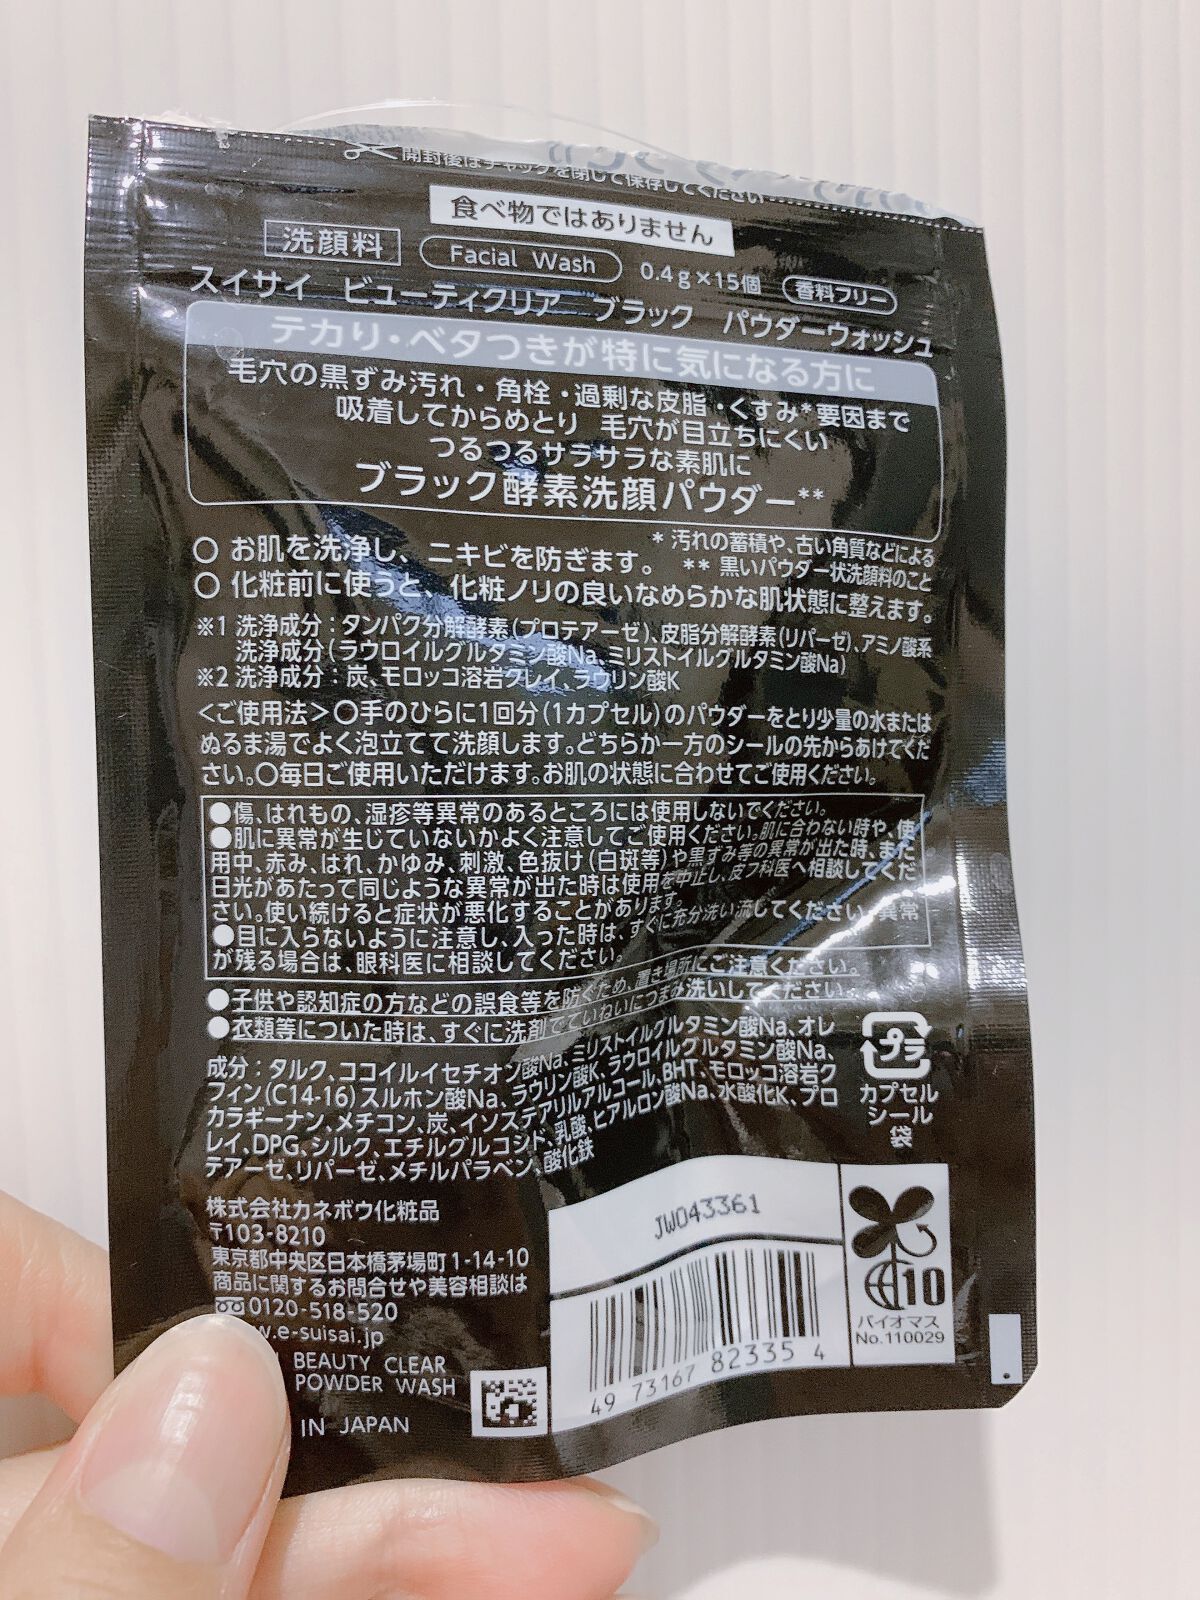 開封後はチャックを閉じて保存してください
食べ物ではありません
洗顔料 Facial Wash 0.4g×15個 香料フリー
スイサイ ビューティクリア ブラック パウダーウォッシュ
テカり・ベタつきが特に気になる方に
毛穴の黒ずみ汚れ・角栓・過剰な皮脂・くすみ*要因まで
吸着してからめとり 毛穴が目立ちにくい
つるつるサラサラな素肌に
ブラック酵素洗顔パウダー**
* 汚れの蓄積や、古い角質などによる
** 黒いパウダー状洗顔料のこと
○ お肌を洗浄し、ニキビを防ぎます。
○ 化粧前に使うと、化粧ノリの良いなめらかな肌状態に整えます。
※1 洗浄成分：タンパク分解酵素(プロテアーゼ)、皮脂分解酵素(リパーゼ)、アミノ酸系
洗浄成分(ラウロイルグルタミン酸Na、ミリストイルグルタミン酸Na)
※2 洗浄成分：炭、モロッコ溶岩クレイ、ラウリン酸K
<ご使用法>○手のひらに1回分(1カプセル)のパウダーをとり少量の水または
ぬるま湯でよく泡立てて洗顔します。どちらか一方のシールの先からあけてくだ
さい。○毎日ご使用いただけます。お肌の状態に合わせてご使用ください。
●傷、はれもの、湿疹等異常のあるところには使用しないでください。
●肌に異常が生じていないかよく注意してご使用ください。肌に合わない時や、使
用中、赤み、はれ、かゆみ、刺激、色抜け(白斑等)や黒ずみ等の異常が出た時、また
日光があたって同じような異常が出た時は使用を中止し、皮フ科医へ相談してくだ
さい。使い続けると症状が悪化することがあります。
●目に入らないように注意し、入った時は、すぐに充分洗い流してください。異常
が残る場合は、眼科医に相談してください。
●子供や認知症の方などの誤食等を防ぐため、置き場所にご注意ください。
●衣類等についた時は、すぐに洗剤でていねいにつまみ洗いしてください。
成分：タルク、ココイルイセチオン酸Na、ミリストイルグルタミン酸Na、オレ
フィン(C14-16)スルホン酸Na、ラウリン酸K、ラウロイルグルタミン酸Na、
カラギーナン、メチコン、炭、イソステアリルアルコール、BHT、モロッコ溶岩ク
レイ、DPG、シルク、エチルグルコシド、乳酸、ヒアルロン酸Na、水酸化K、プロ
テアーゼ、リパーゼ、メチルパラベン、酸化鉄
プラ
カプセル
シール
袋
株式会社カネボウ化粧品
〒103-8210
東京都中央区日本橋茅場町1-14-10
商品に関するお問合せや美容相談は
0120-518-520
w.e-suisai.jp
BEAUTY CLEAR
POWDER WASH
IN JAPAN
JW043361
49 73167 82335 4
10
バイオマス
No.110029